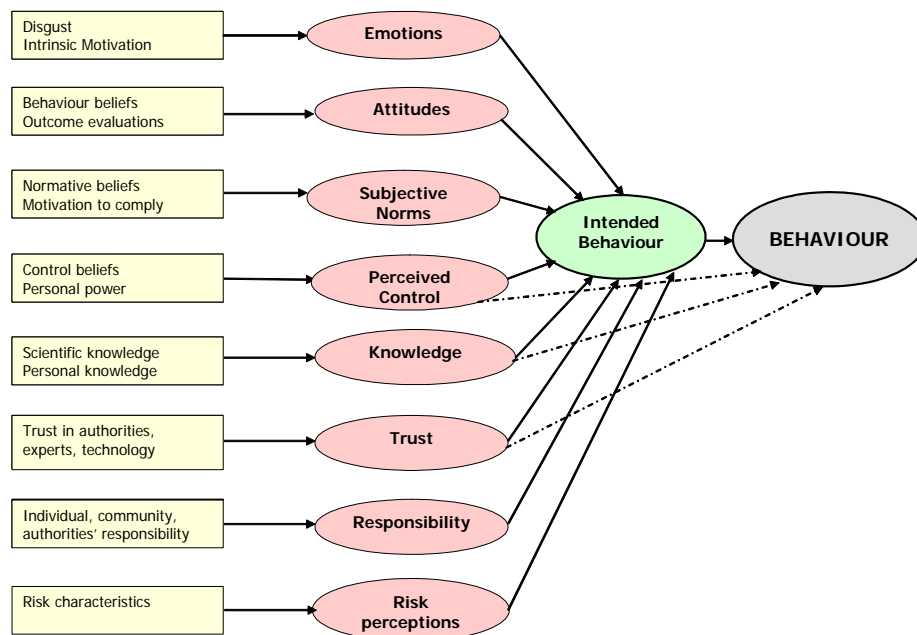 Disgust
Intrinsic Motivation
Emotions
Behaviour beliefs
Outcome evaluations
Attitudes
Normative beliefs
Motivation to comply
Subjective
Norms
Intended
Behaviour
BEHAVIOUR
Control beliefs
Personal power
Perceived
Control
Scientific knowledge
Personal knowledge
Knowledge
Trust in authorities,
experts, technology
Trust
Individual, community,
authorities’ responsibility
Responsibility
Risk characteristics
Risk
perceptions